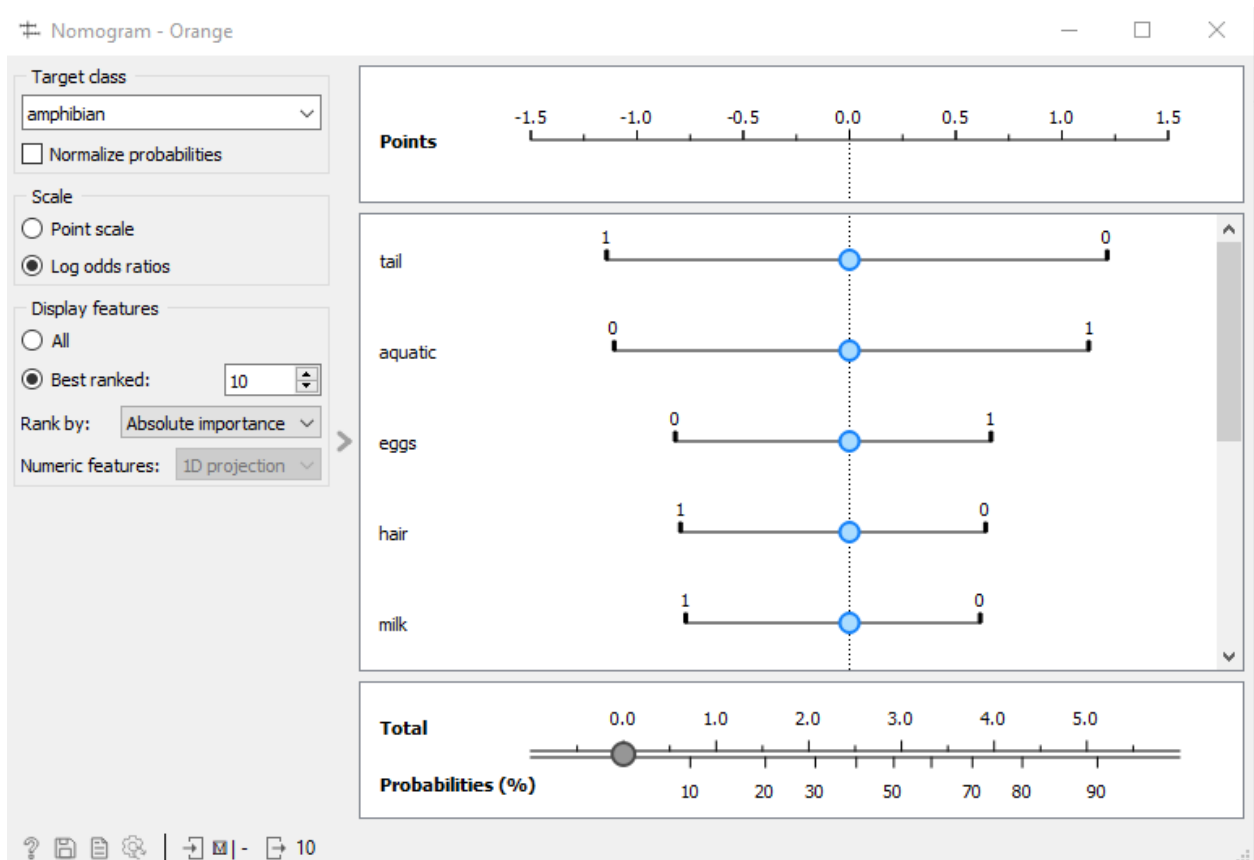 Nomogram - Orange
Target class
amphibian
Normalize probabilities
Scale
Point scale
Log odds ratios
Display features
All
Best ranked: 10
Rank by: Absolute importance
Numeric features: 1D projection
-1.5 -1.0 -0.5 0.0 0.5 1.0 1.5
Points
1 0
tail
0 1
aquatic
0 1
eggs
1 0
hair
1 0
milk
0.0 1.0 2.0 3.0 4.0 5.0
Total
Probabilities (%)
10 20 30 50 70 80 90
? M | - 10